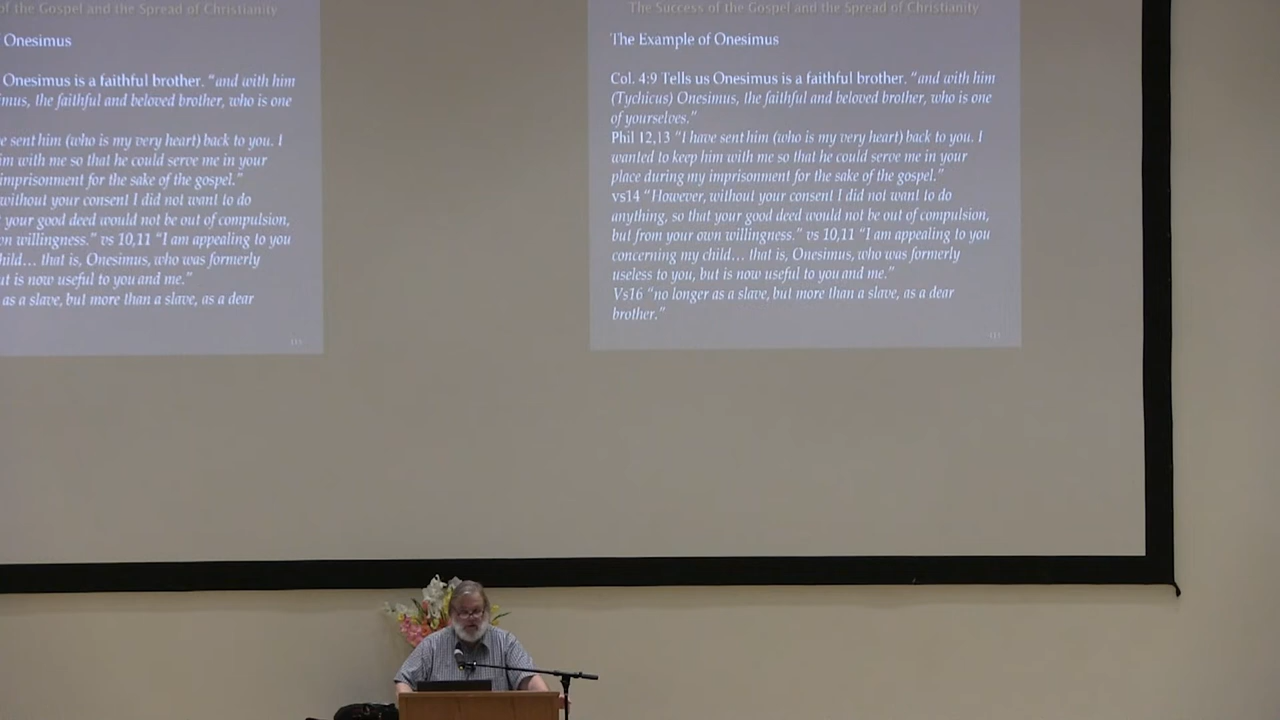 of the Gospel and the Spread of Christianity
Onesimus
Onesimus is a faithful brother. "and with him
imus, the faithful and beloved brother, who is one
e sent him (who is my very heart) back to you. I
im with me so that he could serve me in your
imprisonment for the sake of the gospel."
without your consent I did not want to do
t your good deed would not be out of compulsion,
wn willingness." vs 10,11 "I am appealing to you
hild... that is, Onesimus, who was formerly
ut is now useful to you and me."
as a slave, but more than a slave, as a dear
The Success of the Gospel and the Spread of Christianity
The Example of Onesimus
Col. 4:9 Tells us Onesimus is a faithful brother. "and with him
(Tychicus) Onesimus, the faithful and beloved brother, who is one
of yourselves."
Phil 12,13 "I have sent him (who is my very heart) back to you. I
wanted to keep him with me so that he could serve me in your
place during my imprisonment for the sake of the gospel."
vs14 "However, without your consent I did not want to do
anything, so that your good deed would not be out of compulsion,
but from your own willingness." vs 10,11 "I am appealing to you
concerning my child... that is, Onesimus, who was formerly
useless to you, but is now useful to you and me."
Vs16 "no longer as a slave, but more than a slave, as a dear
brother."